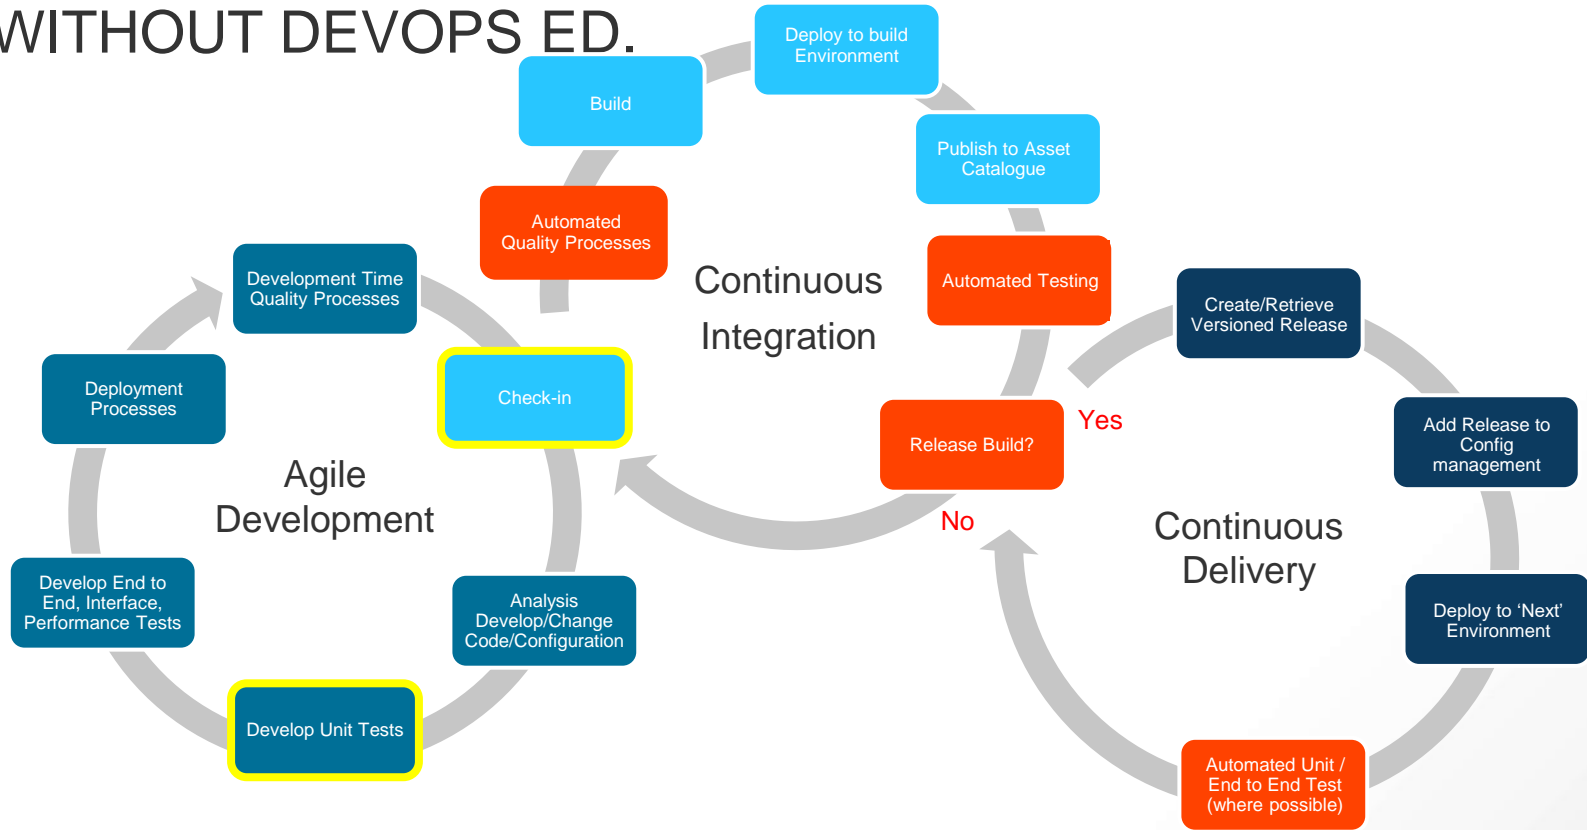 WITHOUT DEVOPS ED.
Deploy to build
Environment
Build
Publish to Asset
Catalogue
Automated
Quality Processes
Continuous
Integration
Automated Testing
Development Time
Quality Processes
Create/Retrieve
Versioned Release
Deployment
Processes
Check-in
Release Build?
Yes
No
Add Release to
Config
management
Agile
Development
Continuous
Delivery
Develop End to
End, Interface,
Performance Tests
Analysis
Develop/Change
Code/Configuration
Deploy to ‘Next’
Environment
Develop Unit Tests
Automated Unit /
End to End Test
(where possible)